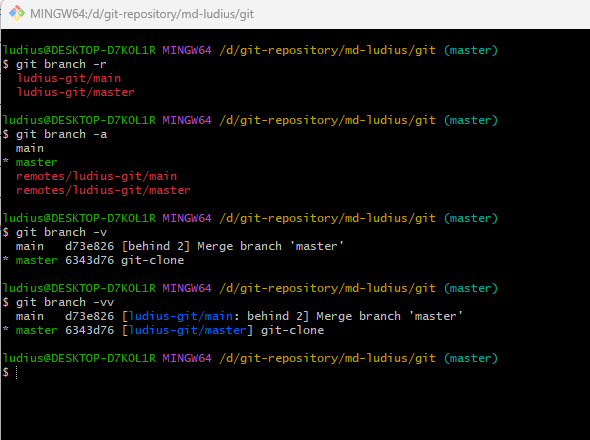 MINGW64:/d/git-repository/md-ludius/git
ludius@DESKTOP-D7KOL1R MINGW64 /d/git-repository/md-ludius/git (master)
$ git branch -r
  ludius-git/main
  ludius-git/master
ludius@DESKTOP-D7KOL1R MINGW64 /d/git-repository/md-ludius/git (master)
$ git branch -a
  main
* master
  remotes/ludius-git/main
  remotes/ludius-git/master
ludius@DESKTOP-D7KOL1R MINGW64 /d/git-repository/md-ludius/git (master)
$ git branch -v
  main   d73e826 [behind 2] Merge branch 'master'
* master 6343d76 git-clone
ludius@DESKTOP-D7KOL1R MINGW64 /d/git-repository/md-ludius/git (master)
$ git branch -vv
  main   d73e826 [ludius-git/main: behind 2] Merge branch 'master'
* master 6343d76 [ludius-git/master] git-clone
ludius@DESKTOP-D7KOL1R MINGW64 /d/git-repository/md-ludius/git (master)
$